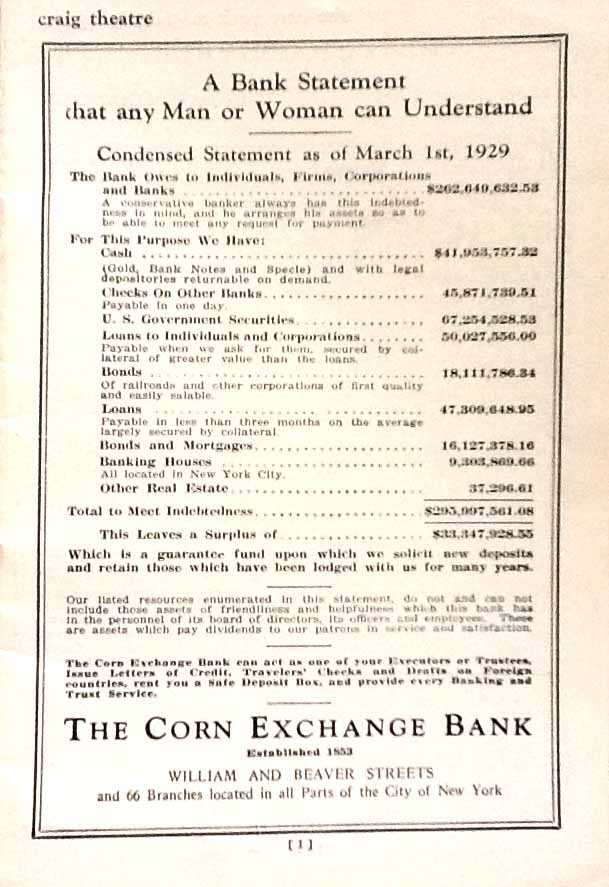 craig theatre
A Bank Statement
that any Man or Woman can Understand
Condensed Statement as of March 1st, 1929
The Bank Owes to Individuals, Firms, Corporations
and Banks ........................ $262,649,632.53
A conservative banker always has this indebted-
ness in mind, and he arranges his assets so as to
be able to meet any request for payment.
For This Purpose We Have:
Cash ........................ $41,953,757.32
(Gold, Bank Notes and Specie) and with legal
depositories returnable on demand.
Checks On Other Banks........................ 45,871,739.51
Payable in one day.
U. S. Government Securities........................ 67,254,528.53
Loans to Individuals and Corporations........ 50,027,556.00
Payable when we ask for them, secured by col-
lateral of greater value than the loans.
Bonds ........................ 18,111,786.34
Of railroads and other corporations of first quality
and easily salable.
Loans ........................ 47,309,648.95
Payable in less than three months on the average
largely secured by collateral.
Bonds and Mortgages........................ 16,127,378.16
Banking Houses ........................ 9,303,869.66
All located in New York City.
Other Real Estate........................ 37,296.61
Total to Meet Indebtedness........................ $295,997,561.08
This Leaves a Surplus of........................ $33,347,928.55
Which is a guarantee fund upon which we solicit new deposits
and retain those which have been lodged with us for many years.
Our listed resources enumerated in this statement, do not and can not
include those assets of friendliness and helpfulness which this bank has
in the personnel of its board of directors, its officers and employees. These
are assets which pay dividends to our patrons in service and satisfaction.
The Corn Exchange Bank can act as one of your Executors or Trustees,
Issue Letters of Credit, Travelers' Checks and Drafts on Foreign
countries, rent you a Safe Deposit Box, and provide every Banking and
Trust Service.
THE CORN EXCHANGE BANK
Established 1853
WILLIAM AND BEAVER STREETS
and 66 Branches located in all Parts of the City of New York
[1]